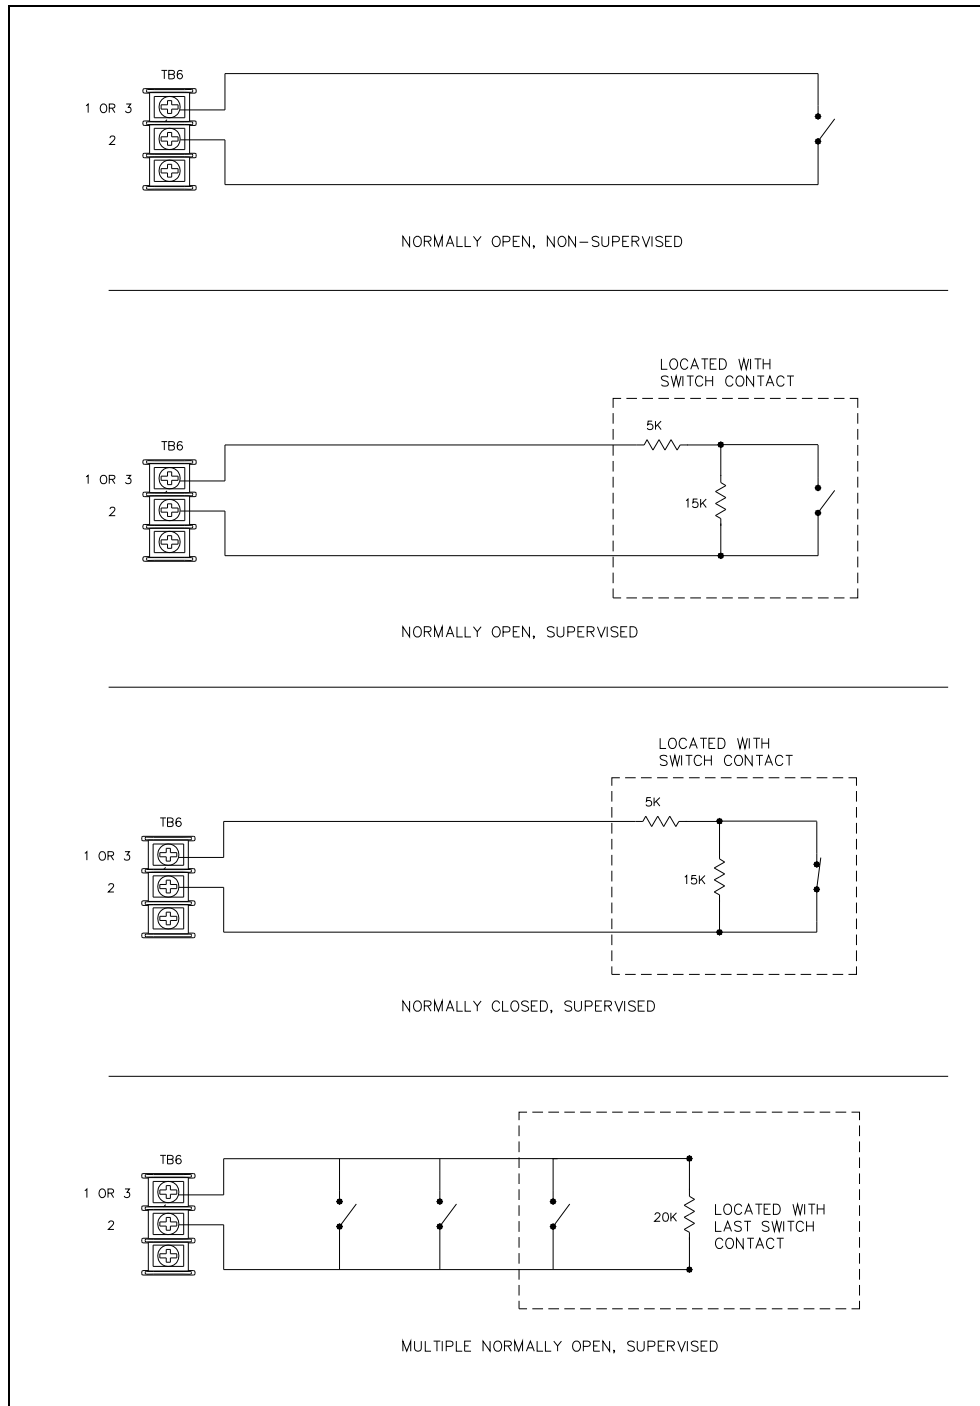 TB6
1 OR 3
2
NORMALLY OPEN, NON-SUPERVISED
LOCATED WITH
SWITCH CONTACT
5K
TB6
1 OR 3
15K
2
NORMALLY OPEN, SUPERVISED
LOCATED WITH
SWITCH CONTACT
5K
TB6
1 OR 3
15K
2
NORMALLY CLOSED, SUPERVISED
TB6
1 OR 3
2
20K
LOCATED WITH
LAST SWITCH
CONTACT
MULTIPLE NORMALLY OPEN, SUPERVISED